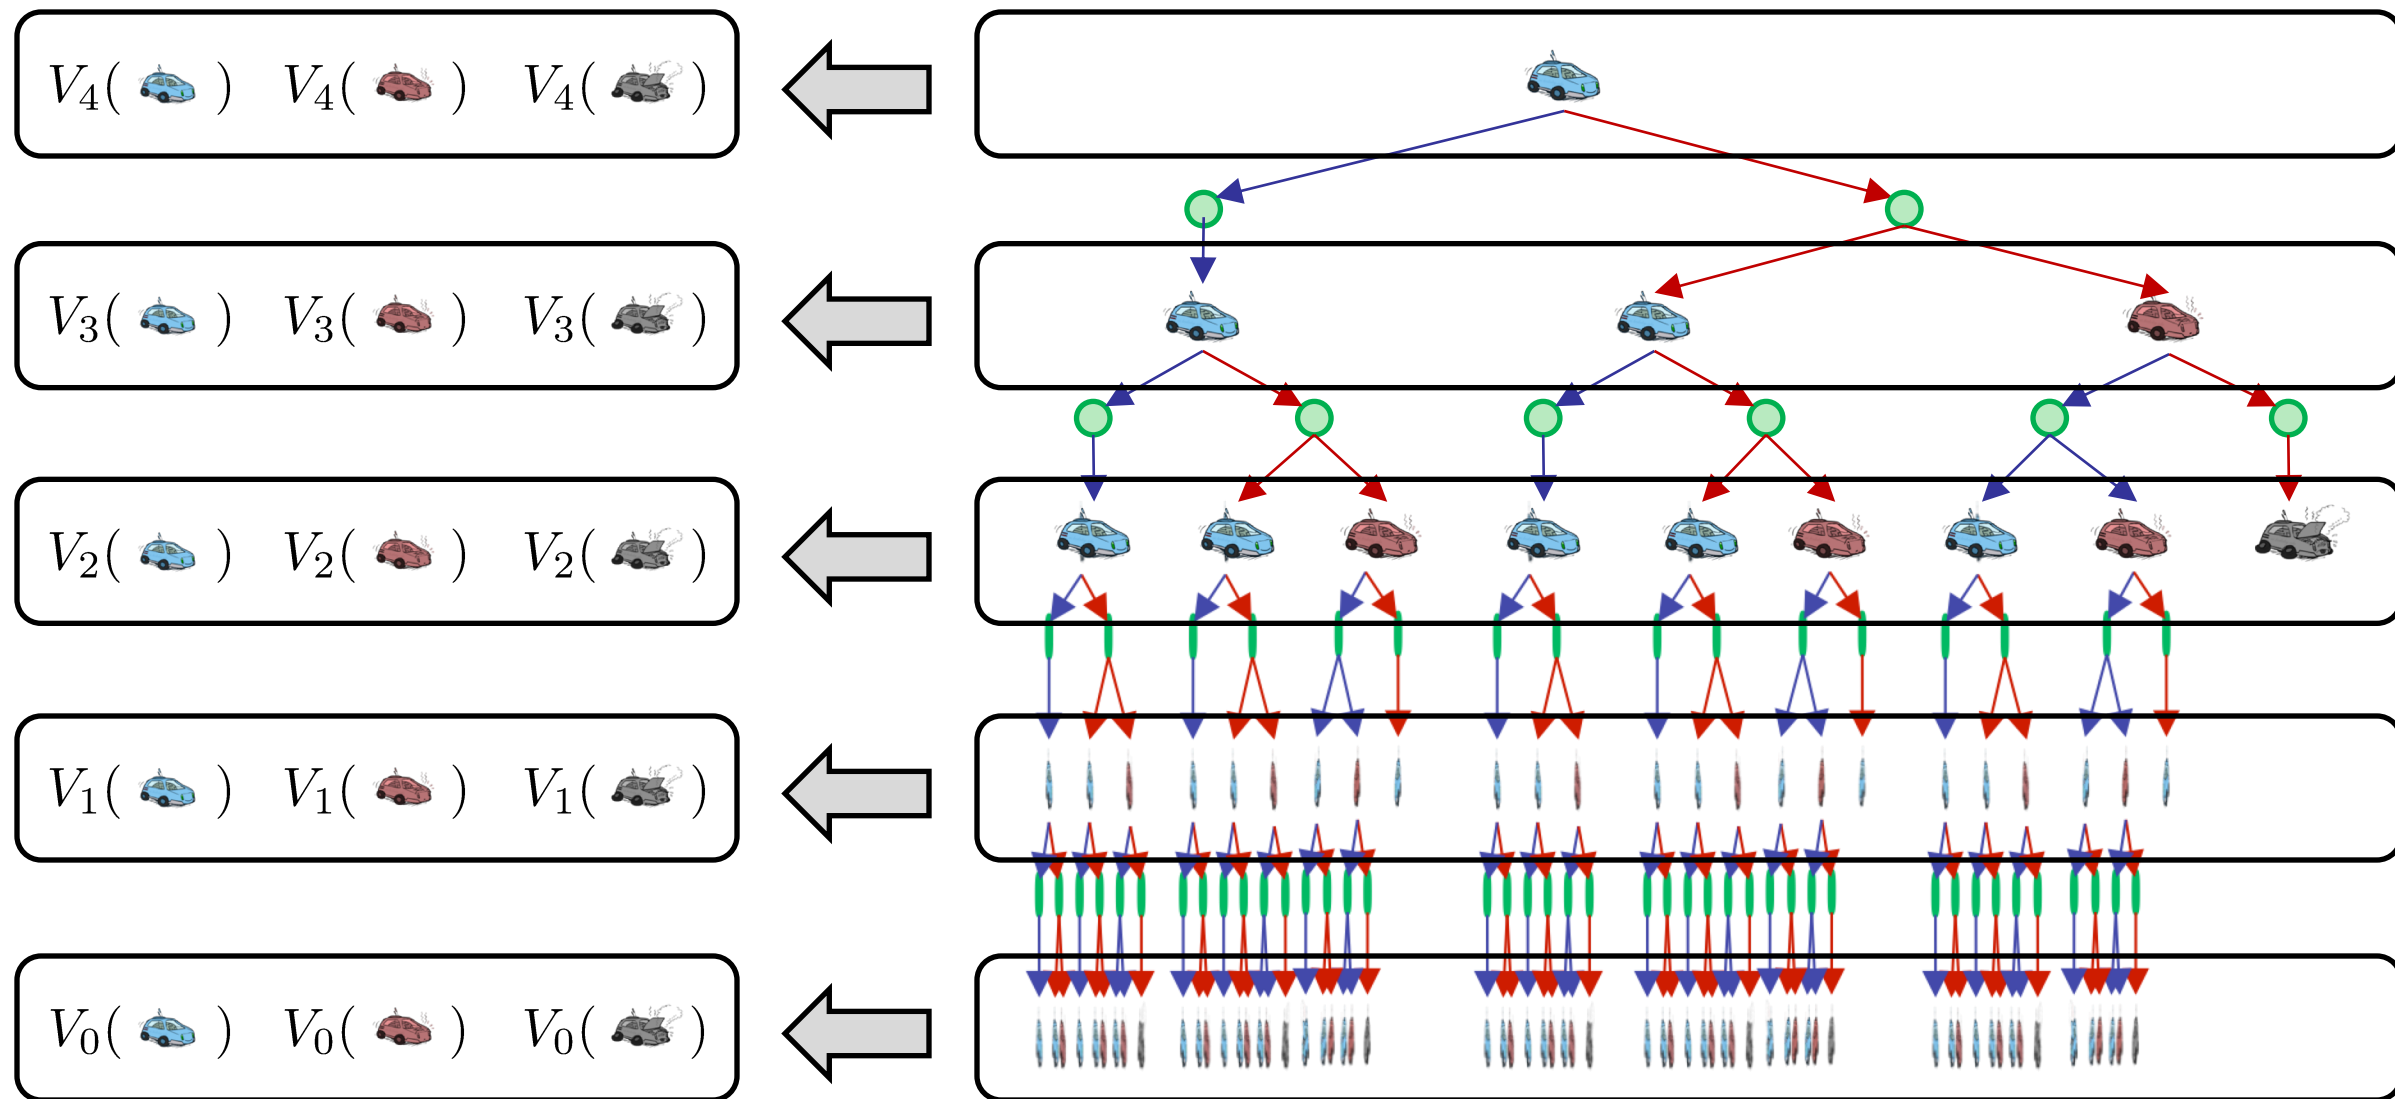 V4( ) V4( ) V4( )
V3( ) V3( ) V3( )
V2( ) V2( ) V2( )
V1( ) V1( ) V1( )
V0( ) V0( ) V0( )